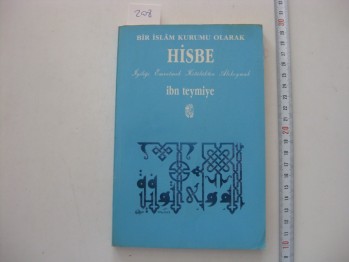 208
BİR İSLÂM KURUMU OLARAK
HİSBE
İyiliği Emretmek Kötülükten Alıkoymak
ibn teymiye